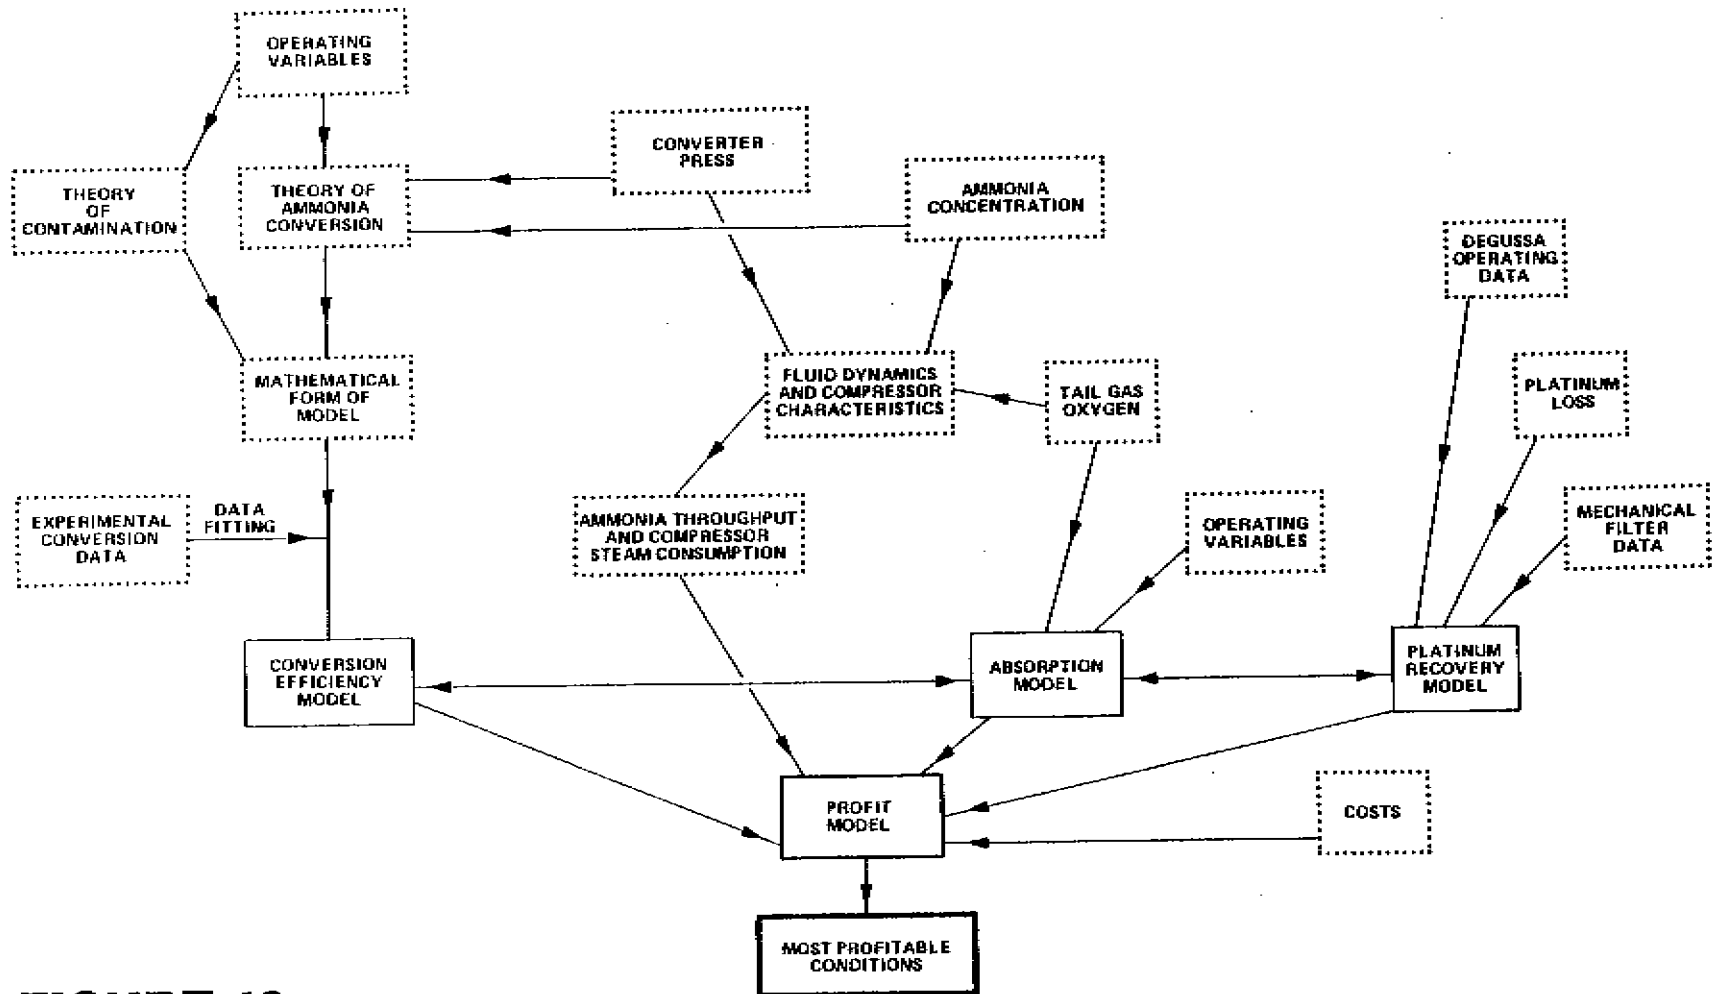 OPERATING
VARIABLES
CONVERTER
PRESS
THEORY
OF
CONTAMINATION
THEORY OF
AMMONIA
CONVERSION
AMMONIA
CONCENTRATION
DEGUSSA
OPERATING
DATA
MATHEMATICAL
FORM OF
MODEL
FLUID DYNAMICS
AND COMPRESSOR
CHARACTERISTICS
TAIL GAS
OXYGEN
PLATINUM
LOSS
EXPERIMENTAL
CONVERSION
DATA
DATA
FITTING
AMMONIA THROUGHPUT
AND COMPRESSOR
STEAM CONSUMPTION
OPERATING
VARIABLES
MECHANICAL
FILTER
DATA
CONVERSION
EFFICIENCY
MODEL
ABSORPTION
MODEL
PLATINUM
RECOVERY
MODEL
PROFIT
MODEL
COSTS
MOST PROFITABLE
CONDITIONS